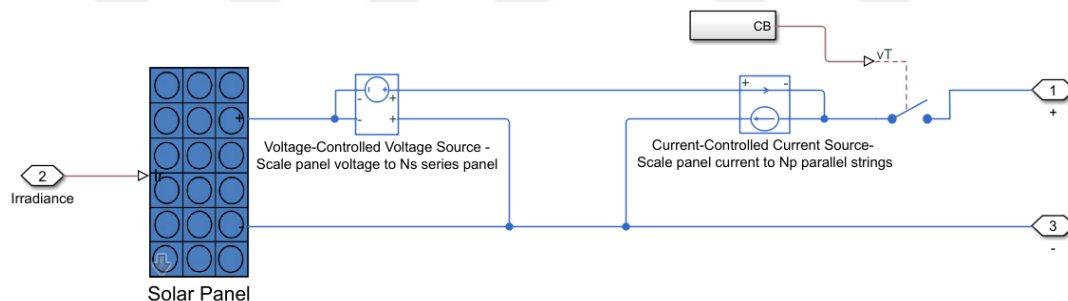 CB
vT
1
+
+
-
+
-
+
-
+
+
-
Voltage-Controlled Voltage Source -
Scale panel voltage to Ns series panel
Current-Controlled Current Source-
Scale panel current to Np parallel strings
2
Irradiance
Ir
3
-
-
Solar Panel